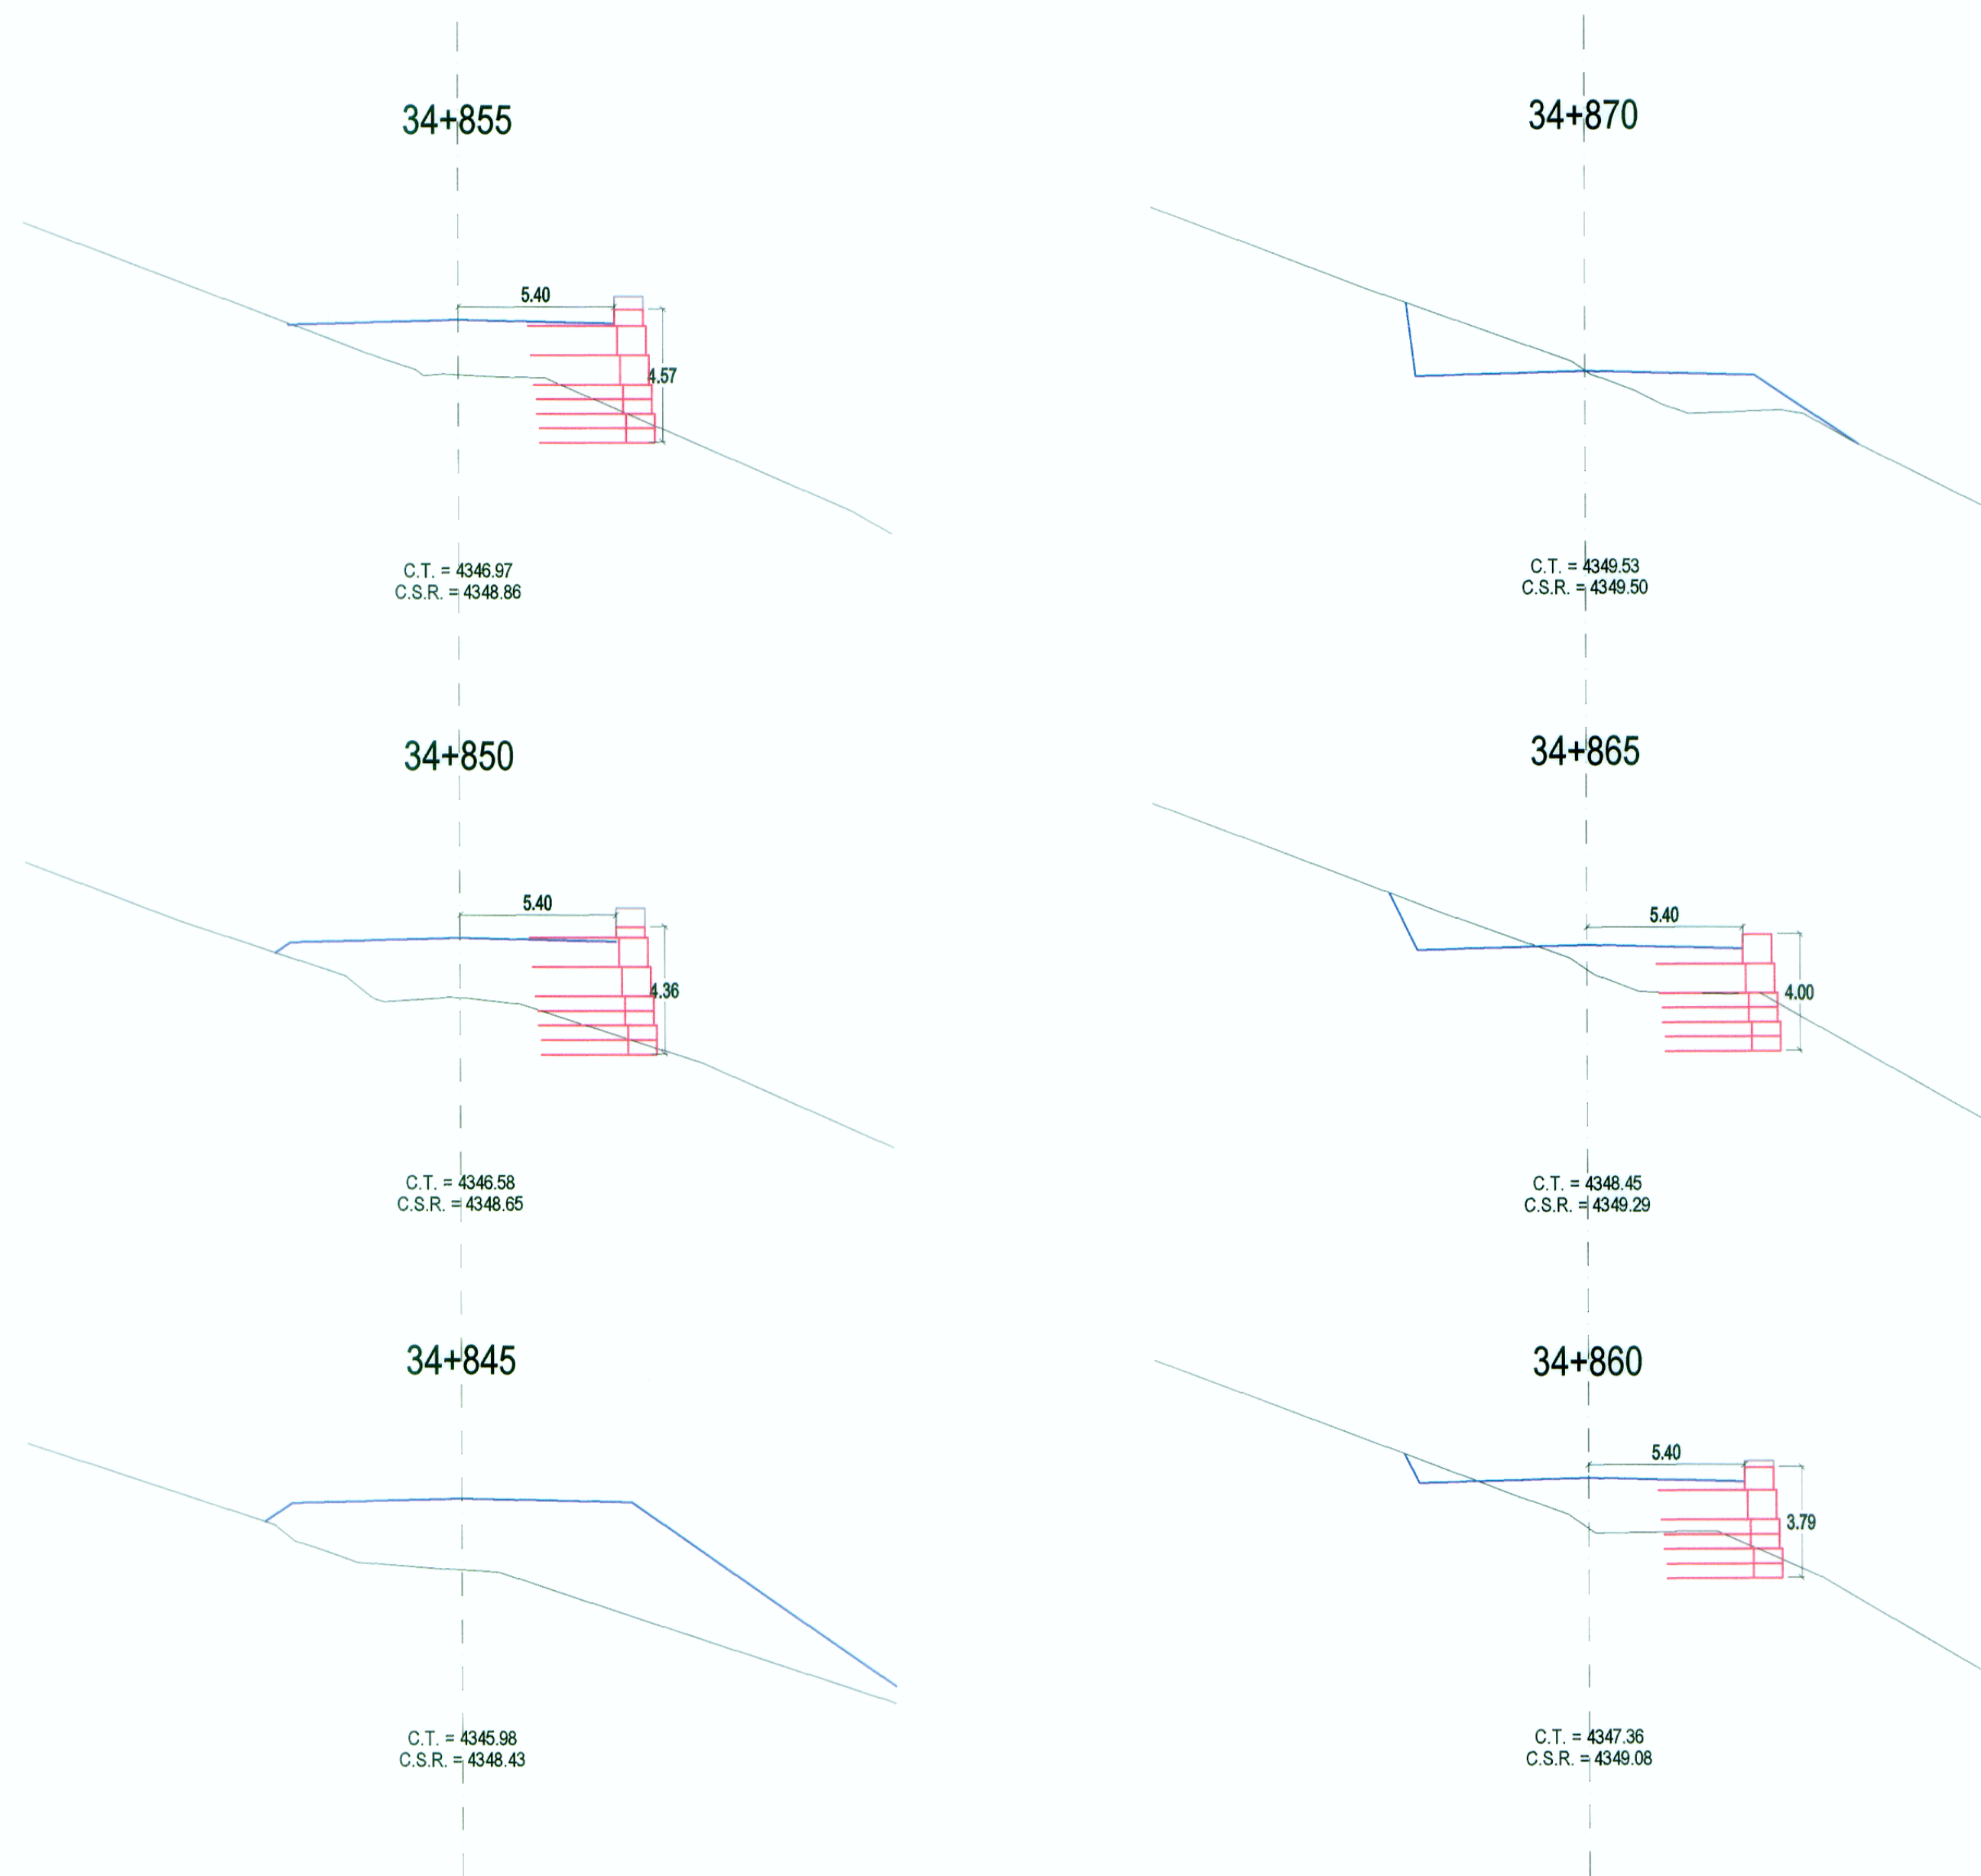 34+855
5.40
4.57
C.T. = 4346.97
C.S.R. = 4348.86
34+850
5.40
4.36
C.T. = 4346.58
C.S.R. = 4348.65
34+845
C.T. = 4345.98
C.S.R. = 4348.43
34+870
C.T. = 4349.53
C.S.R. = 4349.50
34+865
5.40
4.00
C.T. = 4348.45
C.S.R. = 4349.29
34+860
5.40
3.79
C.T. = 4347.36
C.S.R. = 4349.08